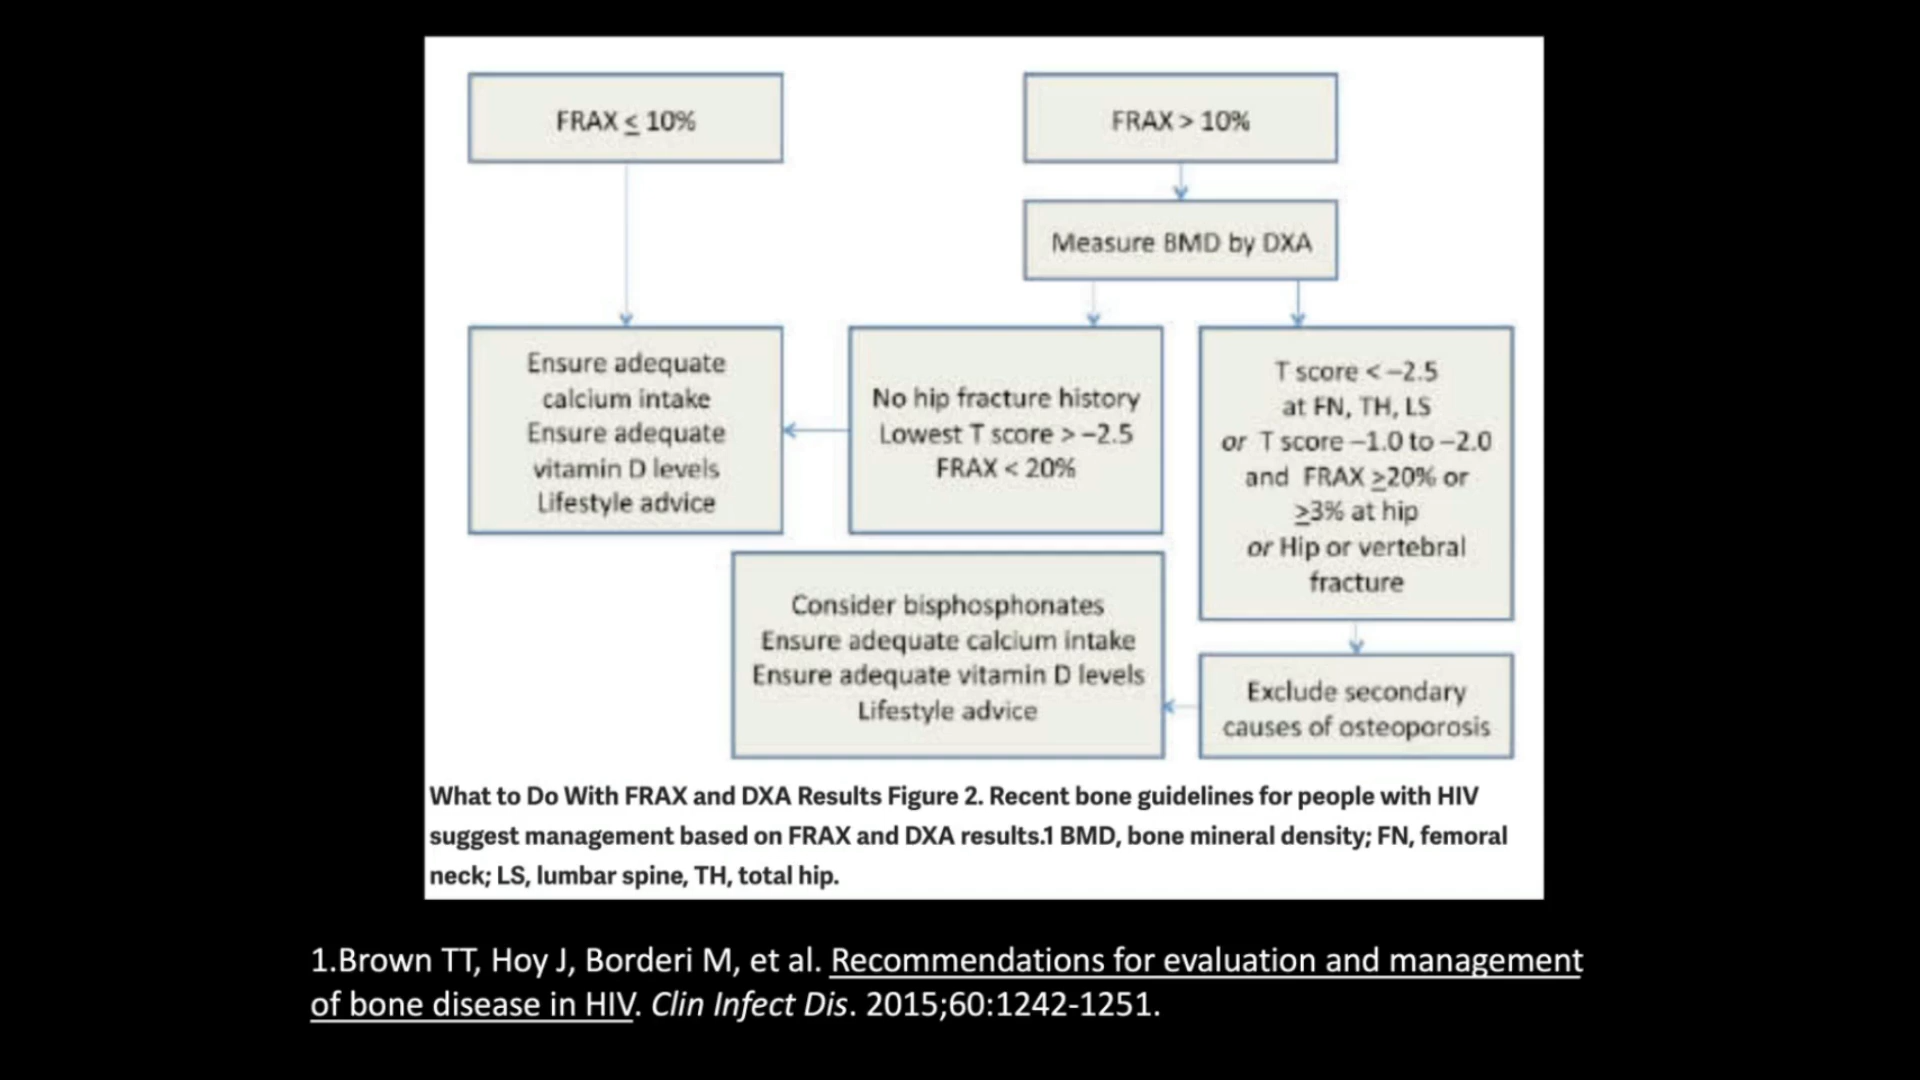 FRAX ≤ 10%
FRAX > 10%
Measure BMD by DXA
Ensure adequate
calcium intake
Ensure adequate
vitamin D levels
Lifestyle advice
No hip fracture history
Lowest T score > −2.5
FRAX < 20%
T score < −2.5
at FN, TH, LS
or T score −1.0 to −2.0
and FRAX ≥20% or
≥3% at hip
or Hip or vertebral
fracture
Consider bisphosphonates
Ensure adequate calcium intake
Ensure adequate vitamin D levels
Lifestyle advice
Exclude secondary
causes of osteoporosis
What to Do With FRAX and DXA Results Figure 2. Recent bone guidelines for people with HIV
suggest management based on FRAX and DXA results.1 BMD, bone mineral density; FN, femoral
neck; LS, lumbar spine, TH, total hip.
1.Brown TT, Hoy J, Borderi M, et al. Recommendations for evaluation and management
of bone disease in HIV. Clin Infect Dis. 2015;60:1242-1251.